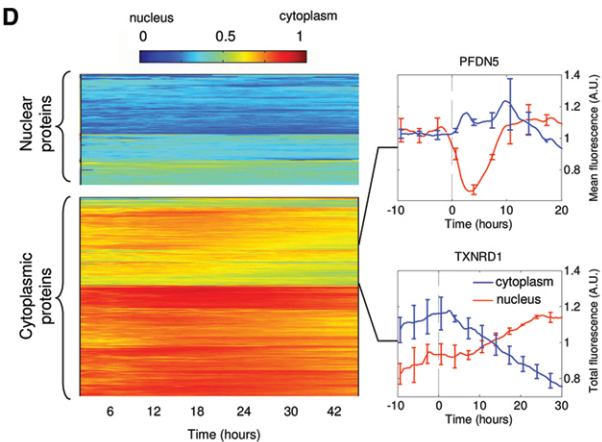 D
nucleus cytoplasm
0 0.5 1
Nuclear
proteins
Cytoplasmic
proteins
6 12 18 24 30 42
Time (hours)
PFDN5
1.4
1.2
1
0.8
Mean fluorescence (A.U.)
-10 0 10 20
Time (hours)
TXNRD1
cytoplasm
nucleus
1.4
1.2
1
0.8
Total fluorescence (A.U.)
-10 0 10 20 30
Time (hours)